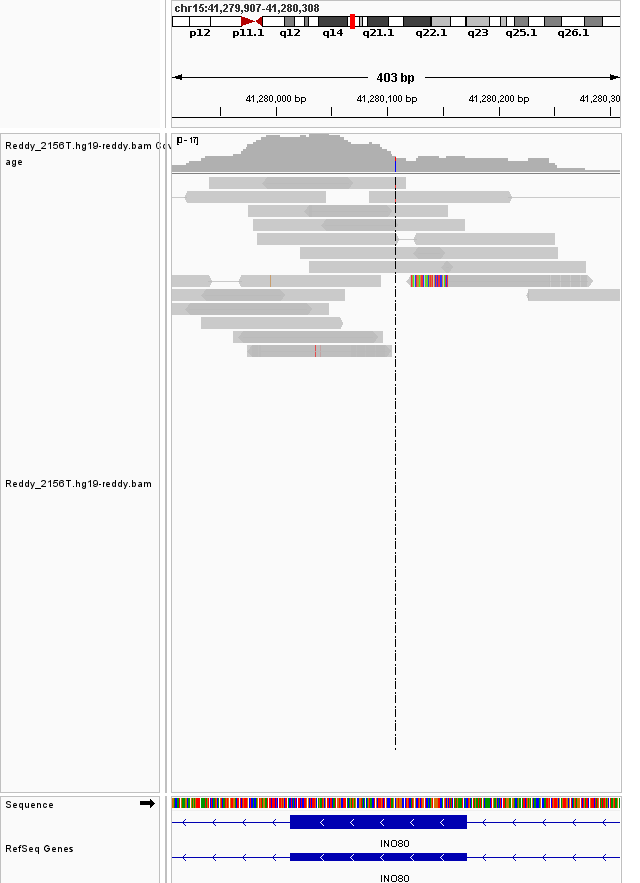 chr15:41,279,907-41,280,308
p12 p11.1 q12 q14 q21.1 q22.1 q23 q25.1 q26.1
403 bp
41,280,000 bp 41,280,100 bp 41,280,200 bp 41,280,30
[0 - 17]
Reddy_2156T.hg19-reddy.bam Cov
age
Reddy_2156T.hg19-reddy.bam
Sequence
INO80
RefSeq Genes
INO80